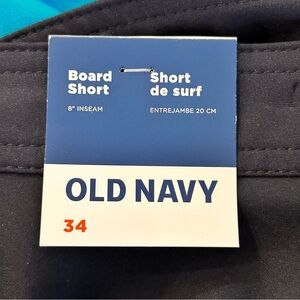 Board
Short
8" INSEAM
Short
de surf
ENTREJAMBE 20 CM
OLD NAVY
34